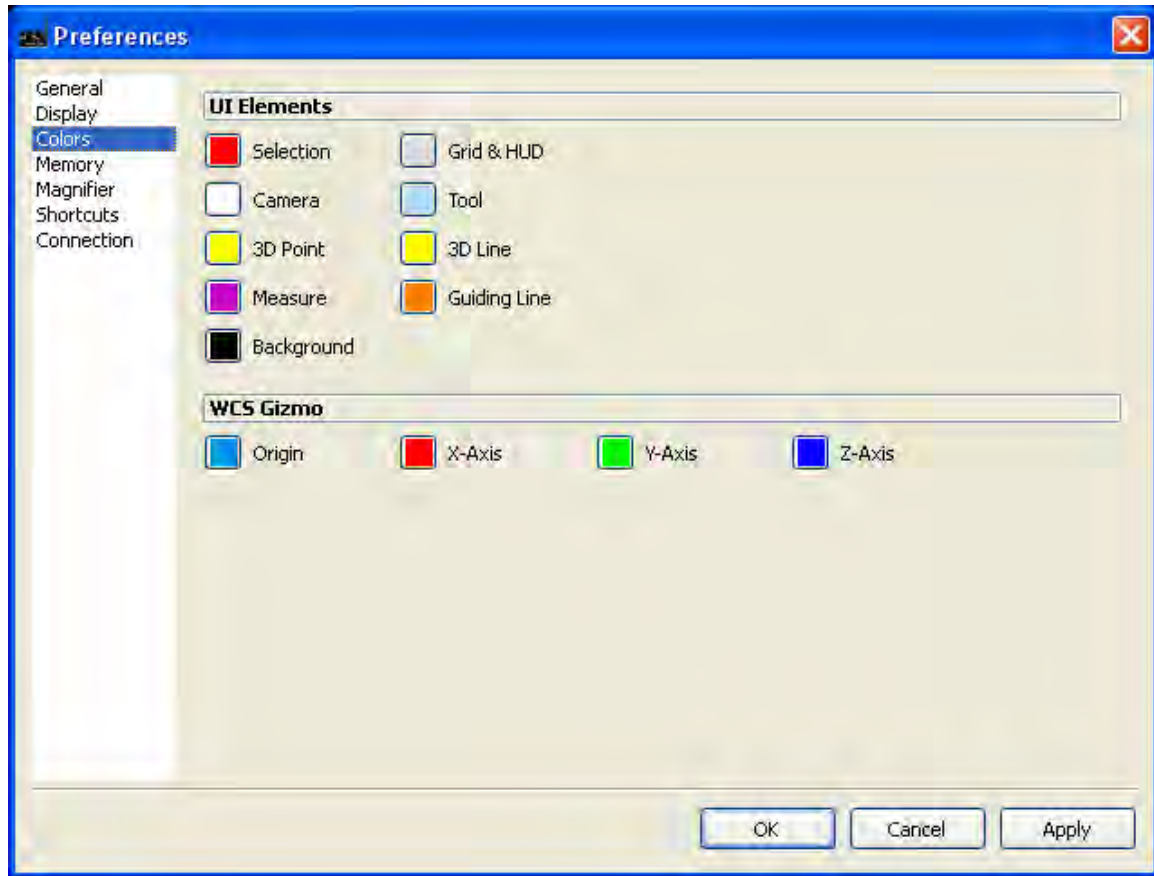 Preferences
General
Display
Colors
Memory
Magnifier
Shortcuts
Connection
UI Elements
Selection Grid & HUD
Camera Tool
3D Point 3D Line
Measure Guiding Line
Background
WCS Gizmo
Origin X-Axis Y-Axis Z-Axis
OK Cancel Apply